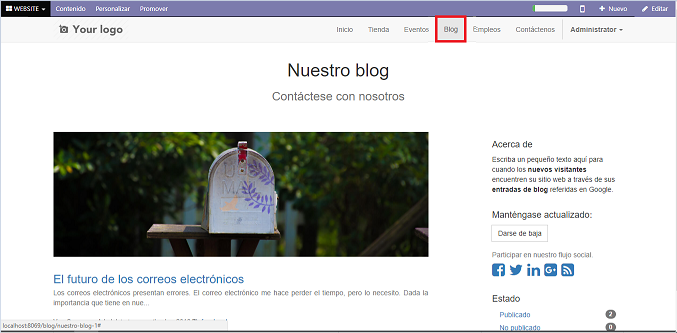 WEBSITE Contenido Personalizar Promover Nuevo Editar
Your logo Inicio Tienda Eventos Blog Empleos Contáctenos Administrator
Nuestro blog
Contáctese con nosotros
U
MA
El futuro de los correos electrónicos
Los correos electrónicos presentan errores. El correo electrónico me hace perder el tiempo, pero lo necesito. Dada la
importancia que tiene en nue...
Acerca de
Escriba un pequeño texto aquí para
cuando los nuevos visitantes
encuentren su sitio web a través de sus
entradas de blog referidas en Google.
Manténgase actualizado:
Darse de baja
Participar en nuestro flujo social.
Estado
Publicado 2
No publicado
localhost:8069/blog/nuestro-blog-1#